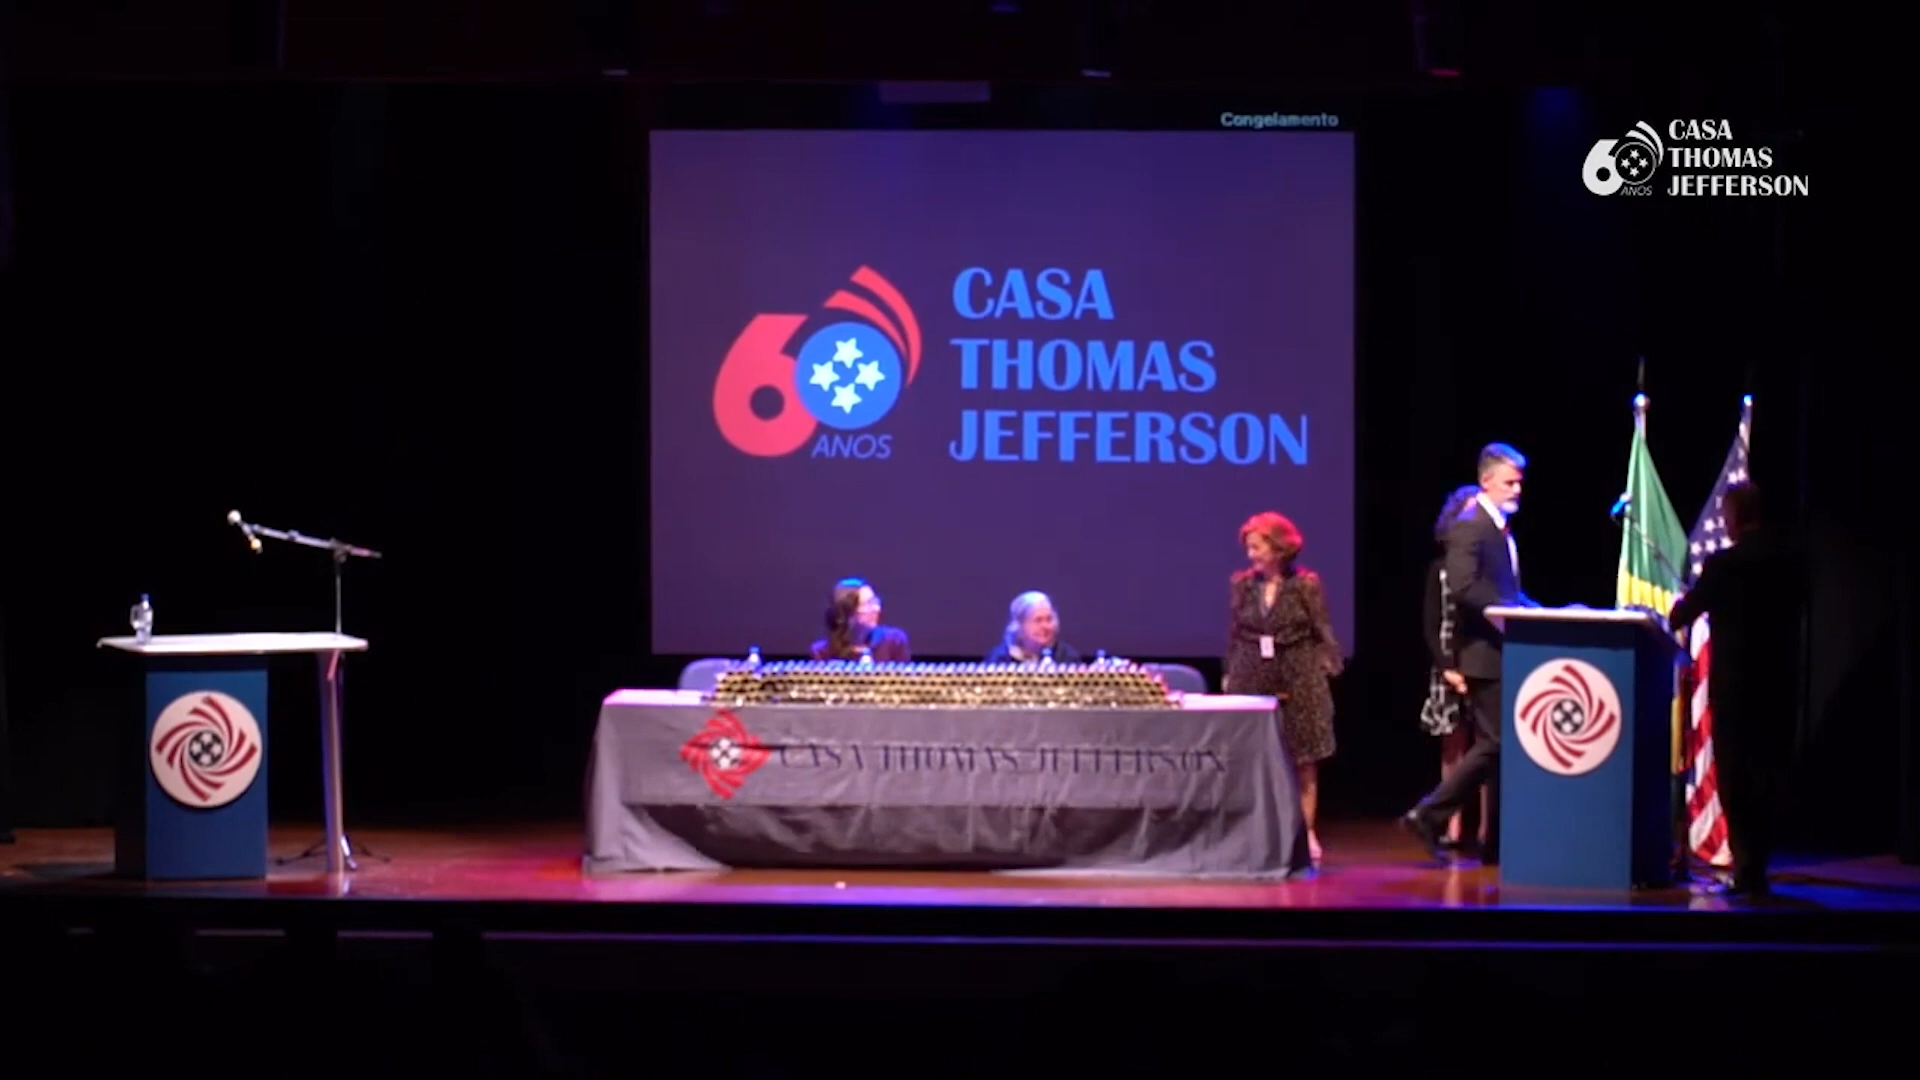 Congelamento
60 ANOS
CASA
THOMAS
JEFFERSON
60 ANOS
CASA
THOMAS
JEFFERSON
CASA THOMAS JEFFERSON